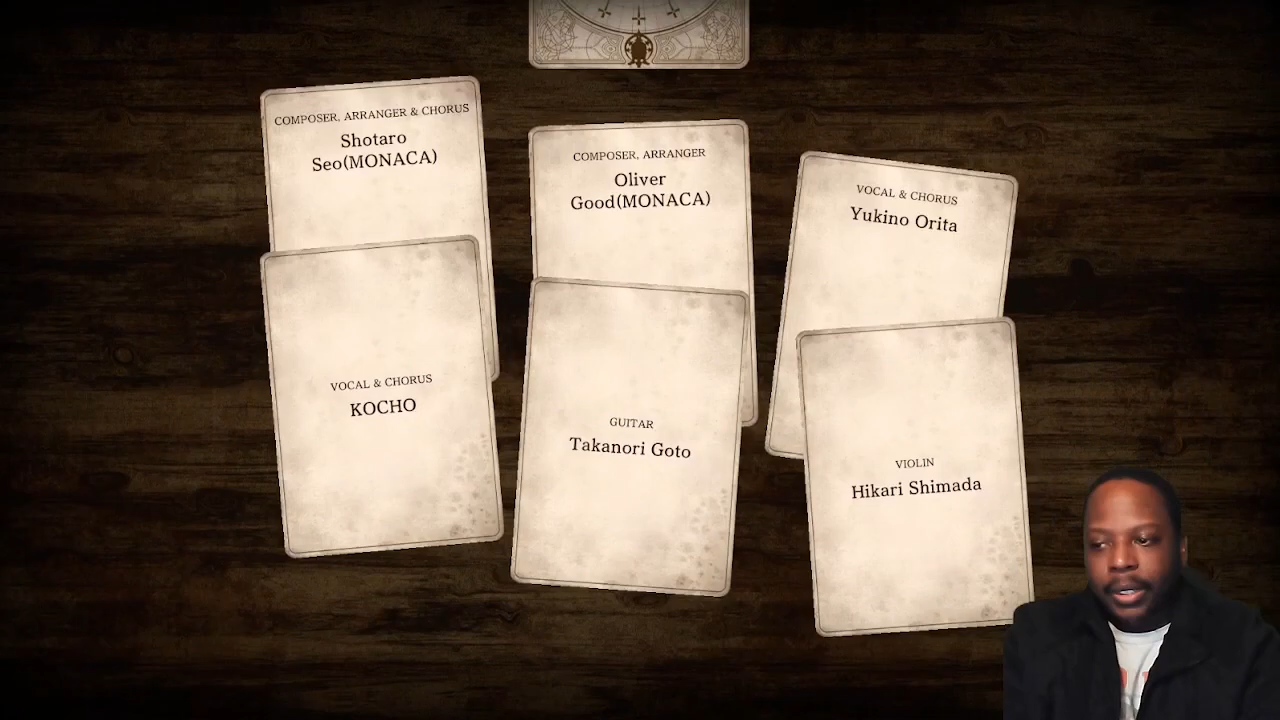 COMPOSER, ARRANGER & CHORUS
Shotaro
Seo(MONACA)
COMPOSER, ARRANGER
Oliver
Good(MONACA)
VOCAL & CHORUS
Yukino Orita
VOCAL & CHORUS
KOCHO
GUITAR
Takanori Goto
VIOLIN
Hikari Shimada